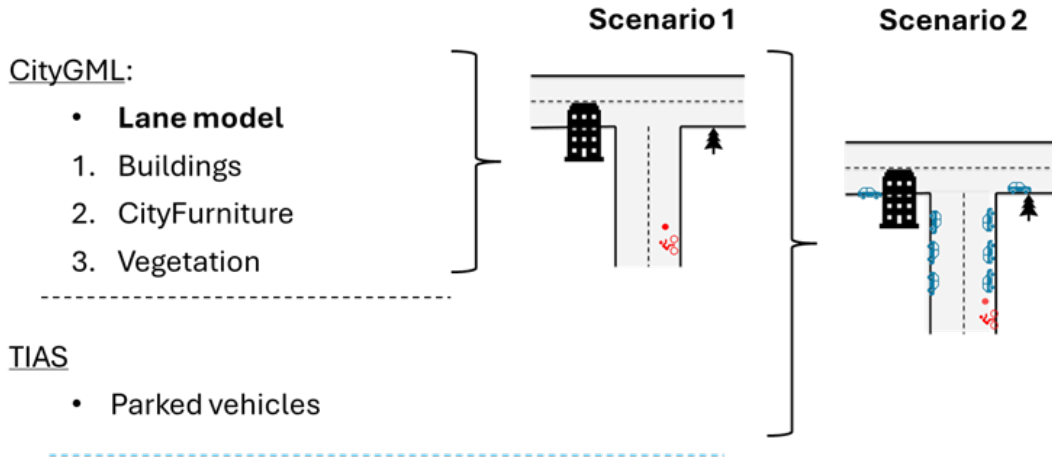 Scenario 1
Scenario 2
CityGML:
• Lane model
1. Buildings
2. CityFurniture
3. Vegetation
TIAS
• Parked vehicles